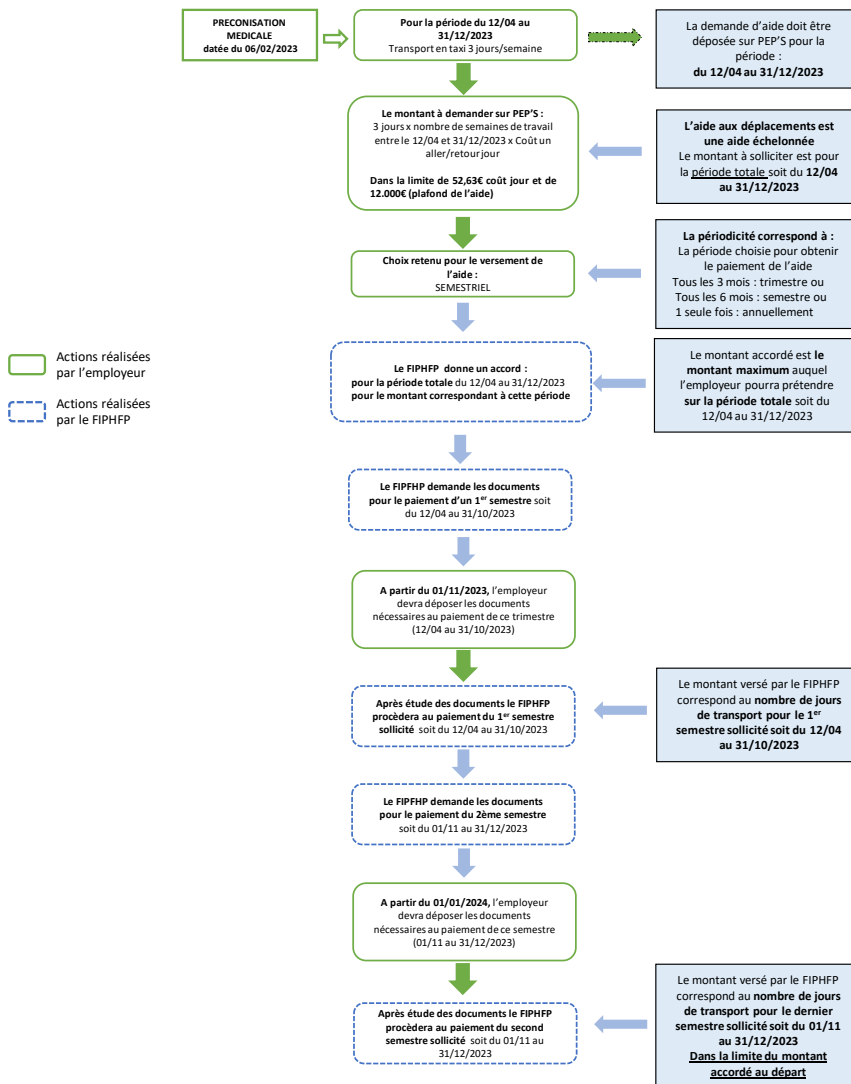 PRECONISATION
MEDICALE
datée du 06/02/2023
Pour la période du 12/04 au
31/12/2023
Transport en taxi 3 jours/semaine
La demande d'aide doit être
déposée sur PEP'S pour la
période :
du 12/04 au 31/12/2023
Le montant à demander sur PEP'S :
3 jours x nombre de semaines de travail
entre le 12/04 et 31/12/2023 x Coût un
aller/retour jour
Dans la limite de 52,63€ coût jour et de
12.000€ (plafond de l'aide)
L'aide aux déplacements est
une aide échelonnée
Le montant à solliciter est pour
la période totale soit du 12/04
au 31/12/2023
Choix retenu pour le versement de
l'aide :
SEMESTRIEL
La périodicité correspond à :
La période choisie pour obtenir
le paiement de l'aide
Tous les 3 mois : trimestre ou
Tous les 6 mois : semestre ou
1 seule fois : annuellement
Actions réalisées
par l'employeur
Actions réalisées
par le FIPHFP
Le FIPHFP donne un accord :
pour la période totale du 12/04 au 31/12/2023
pour le montant correspondant à cette période
Le montant accordé est le
montant maximum auquel
l'employeur pourra prétendre
sur la période totale soit du
12/04 au 31/12/2023
Le FIPFHP demande les documents
pour le paiement d'un 1er semestre soit
du 12/04 au 31/10/2023
A partir du 01/11/2023, l'employeur
devra déposer les documents
nécessaires au paiement de ce trimestre
(12/04 au 31/10/2023)
Après étude des documents le FIPHFP
procèdera au paiement du 1er semestre
sollicité soit du 12/04 au 31/10/2023
Le montant versé par le FIPHFP
correspond au nombre de jours
de transport pour le 1er
semestre sollicité soit du 12/04
au 31/10/2023
Le FIPFHP demande les documents
pour le paiement du 2ème semestre
soit du 01/11 au 31/12/2023
A partir du 01/01/2024, l'employeur
devra déposer les documents
nécessaires au paiement de ce semestre
(01/11 au 31/12/2023)
Après étude des documents le FIPHFP
procèdera au paiement du second
semestre sollicité soit du 01/11 au
31/12/2023
Le montant versé par le FIPHFP
correspond au nombre de jours
de transport pour le dernier
semestre sollicité soit du 01/11
au 31/12/2023
Dans la limite du montant
accordé au départ